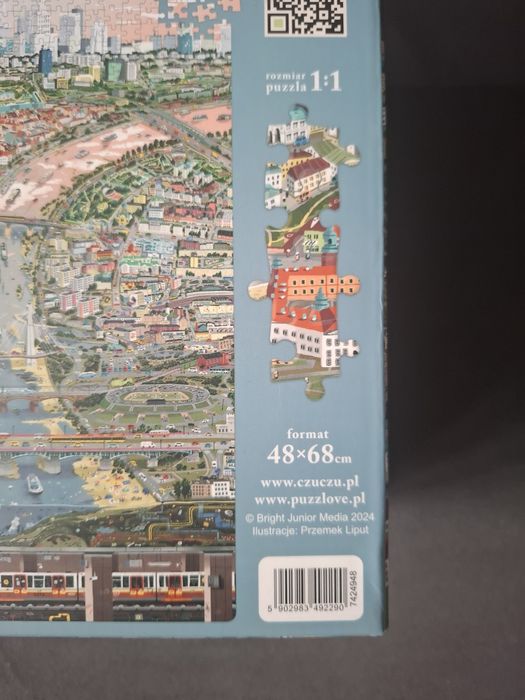 rozmiar
puzzla 1:1
format
48×68cm
www.czuczu.pl
www.puzzlove.pl
© Bright Junior Media 2024
Ilustracje: Przemek Liput
5 902983 492290
7424948